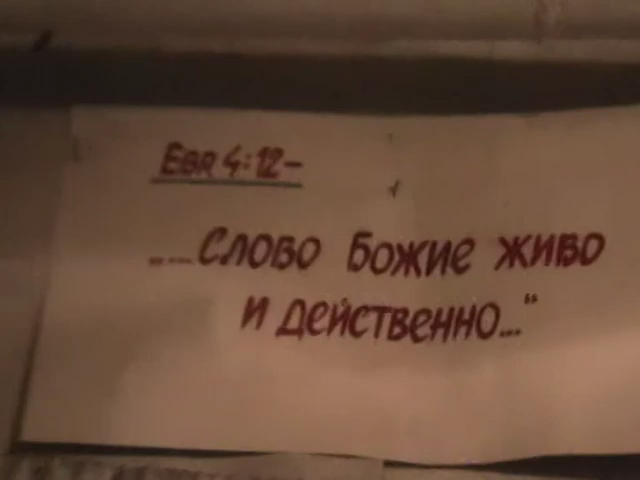 Евр 4:12-
„...Слово Божие живо
и действенно..."